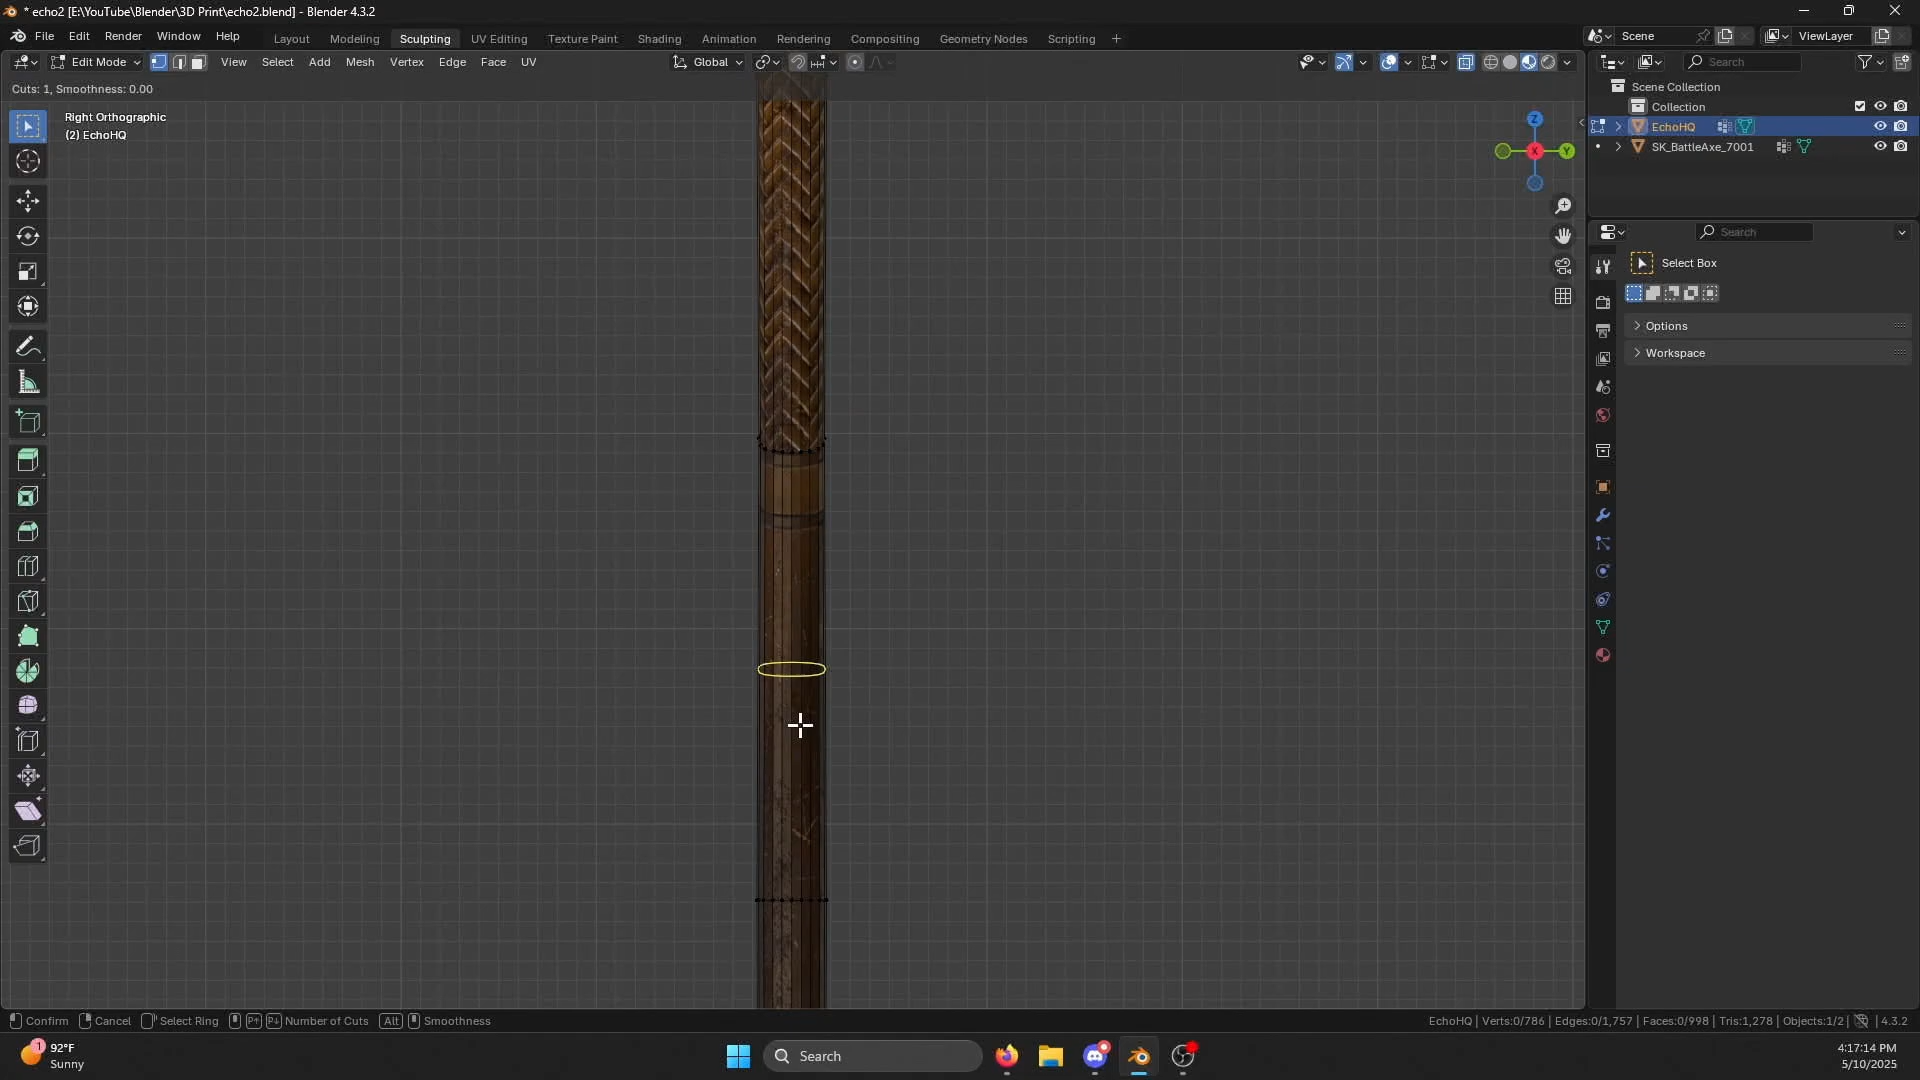 * echo2 [E:\YouTube\Blender\3D Print\echo2.blend] - Blender 4.3.2
File Edit Render Window Help
Layout Modeling Sculpting UV Editing Texture Paint Shading Animation Rendering Compositing Geometry Nodes Scripting +
Scene
ViewLayer
Edit Mode View Select Add Mesh Vertex Edge Face UV
Global
Search
Cuts: 1, Smoothness: 0.00
Scene Collection
Collection
EchoHQ
SK_BattleAxe_7001
Right Orthographic
(2) EchoHQ
Z
X
Y
Search
Select Box
Options
Workspace
Confirm Cancel Select Ring P↑ P↓ Number of Cuts Alt Smoothness
EchoHQ | Verts:0/786 | Edges:0/1,757 | Faces:0/998 | Tris:1,278 | Objects:1/2 | 4.3.2
1
92°F
Sunny
Search
4:17:14 PM
5/10/2025